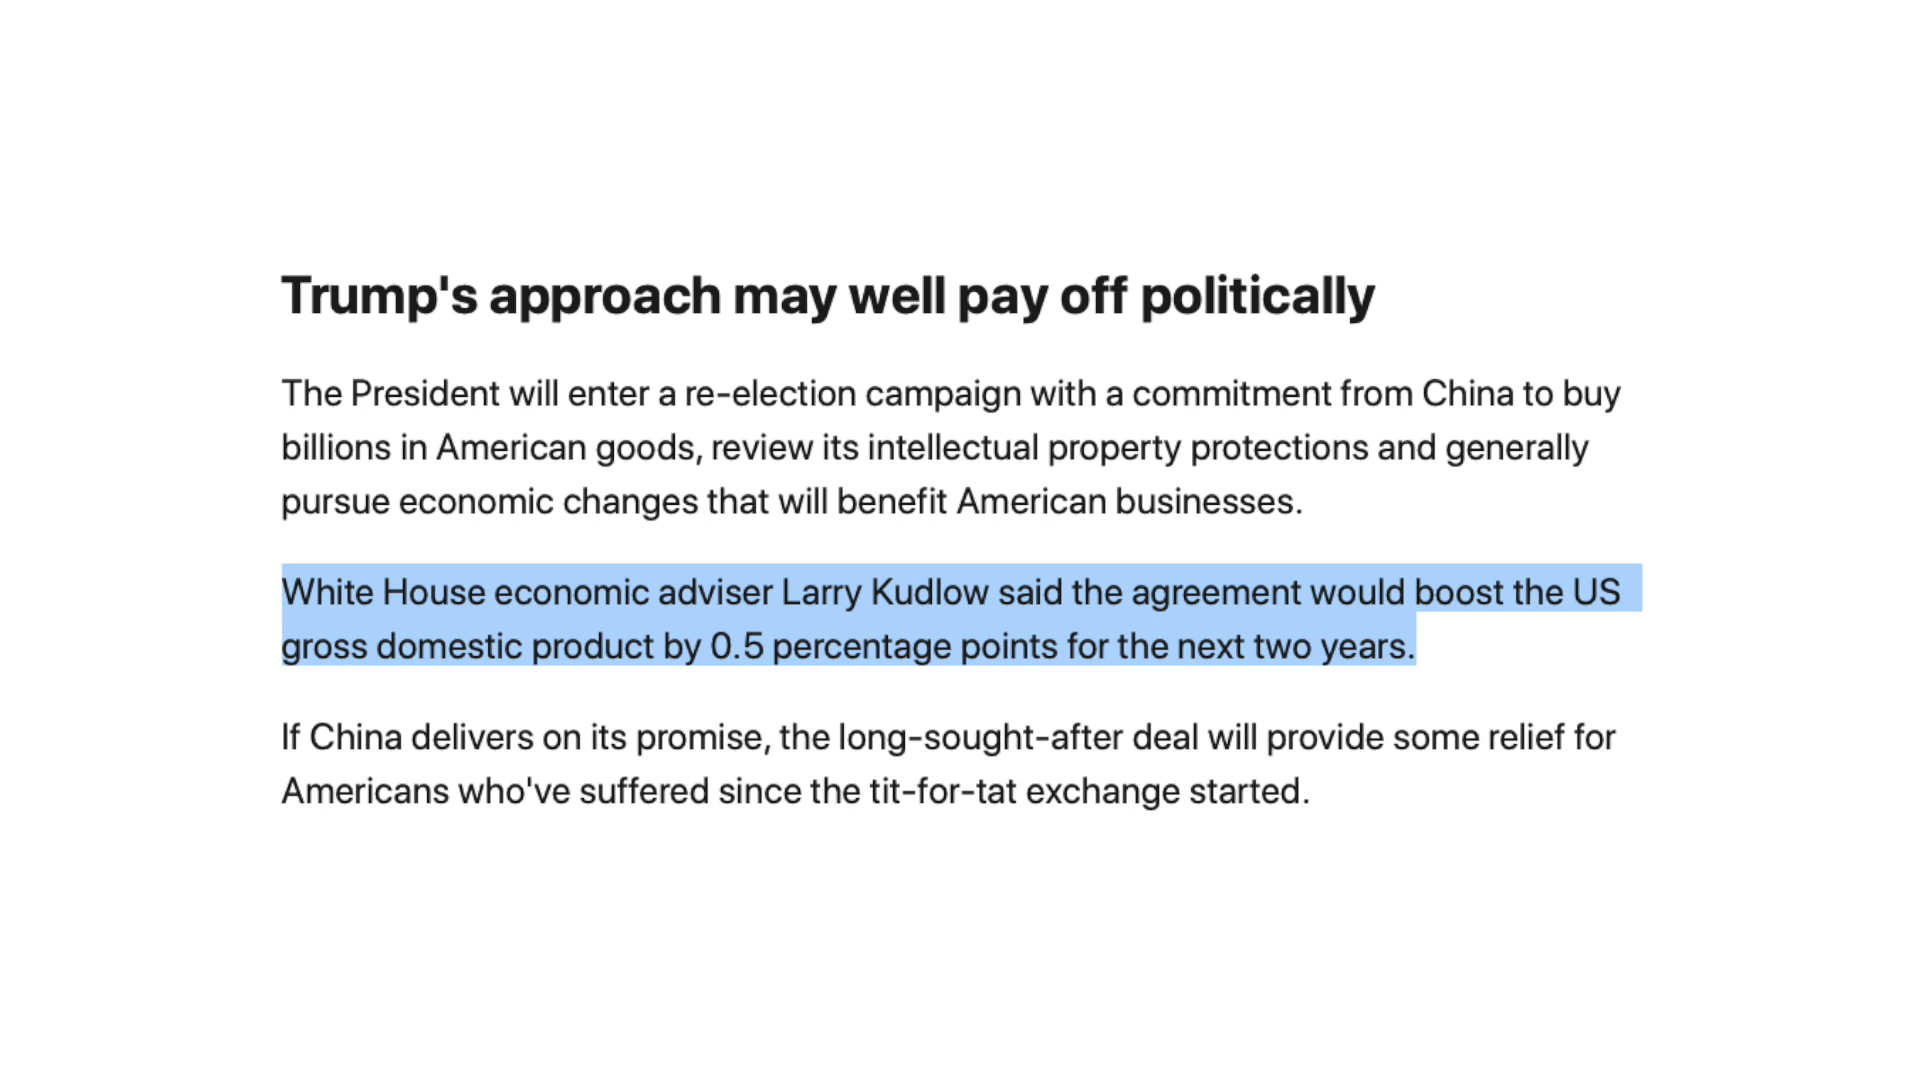 Trump's approach may well pay off politically
The President will enter a re-election campaign with a commitment from China to buy
billions in American goods, review its intellectual property protections and generally
pursue economic changes that will benefit American businesses.
White House economic adviser Larry Kudlow said the agreement would boost the US
gross domestic product by 0.5 percentage points for the next two years.
If China delivers on its promise, the long-sought-after deal will provide some relief for
Americans who've suffered since the tit-for-tat exchange started.